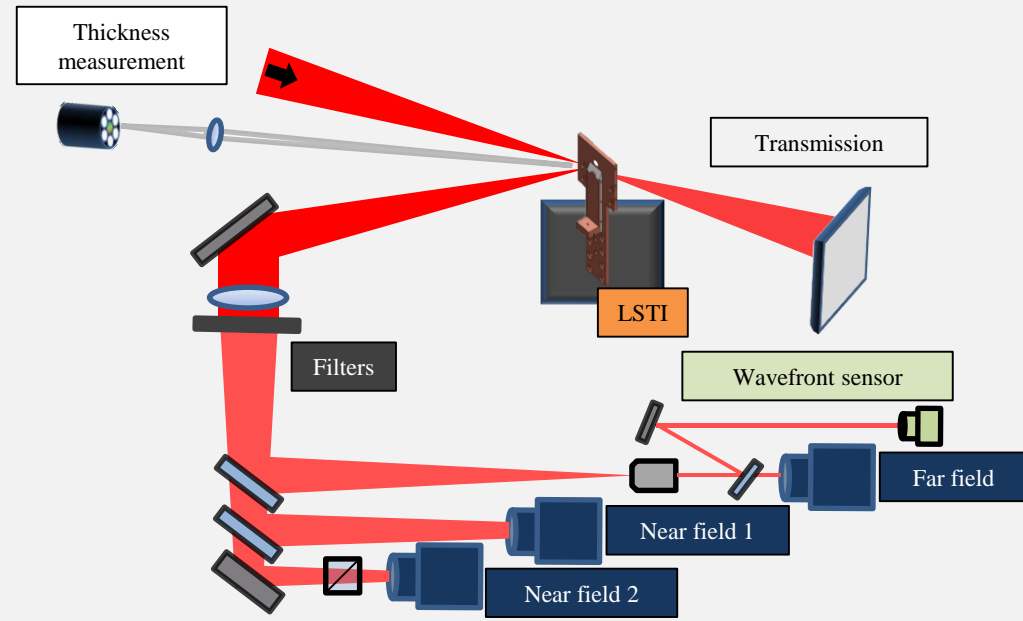 Thickness
measurement
Transmission
LSTI
Filters
Wavefront sensor
Far field
Near field 1
Near field 2